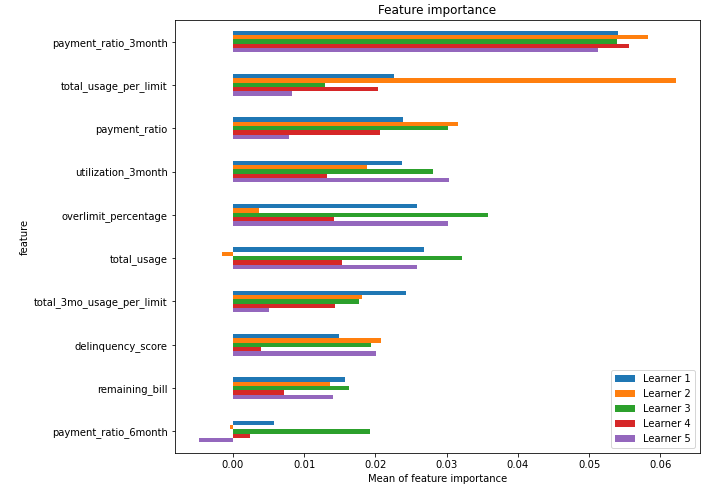 Feature importance
feature
payment_ratio_3month
total_usage_per_limit
payment_ratio
utilization_3month
overlimit_percentage
total_usage
total_3mo_usage_per_limit
delinquency_score
remaining_bill
payment_ratio_6month
Learner 1
Learner 2
Learner 3
Learner 4
Learner 5
0.00 0.01 0.02 0.03 0.04 0.05 0.06
Mean of feature importance